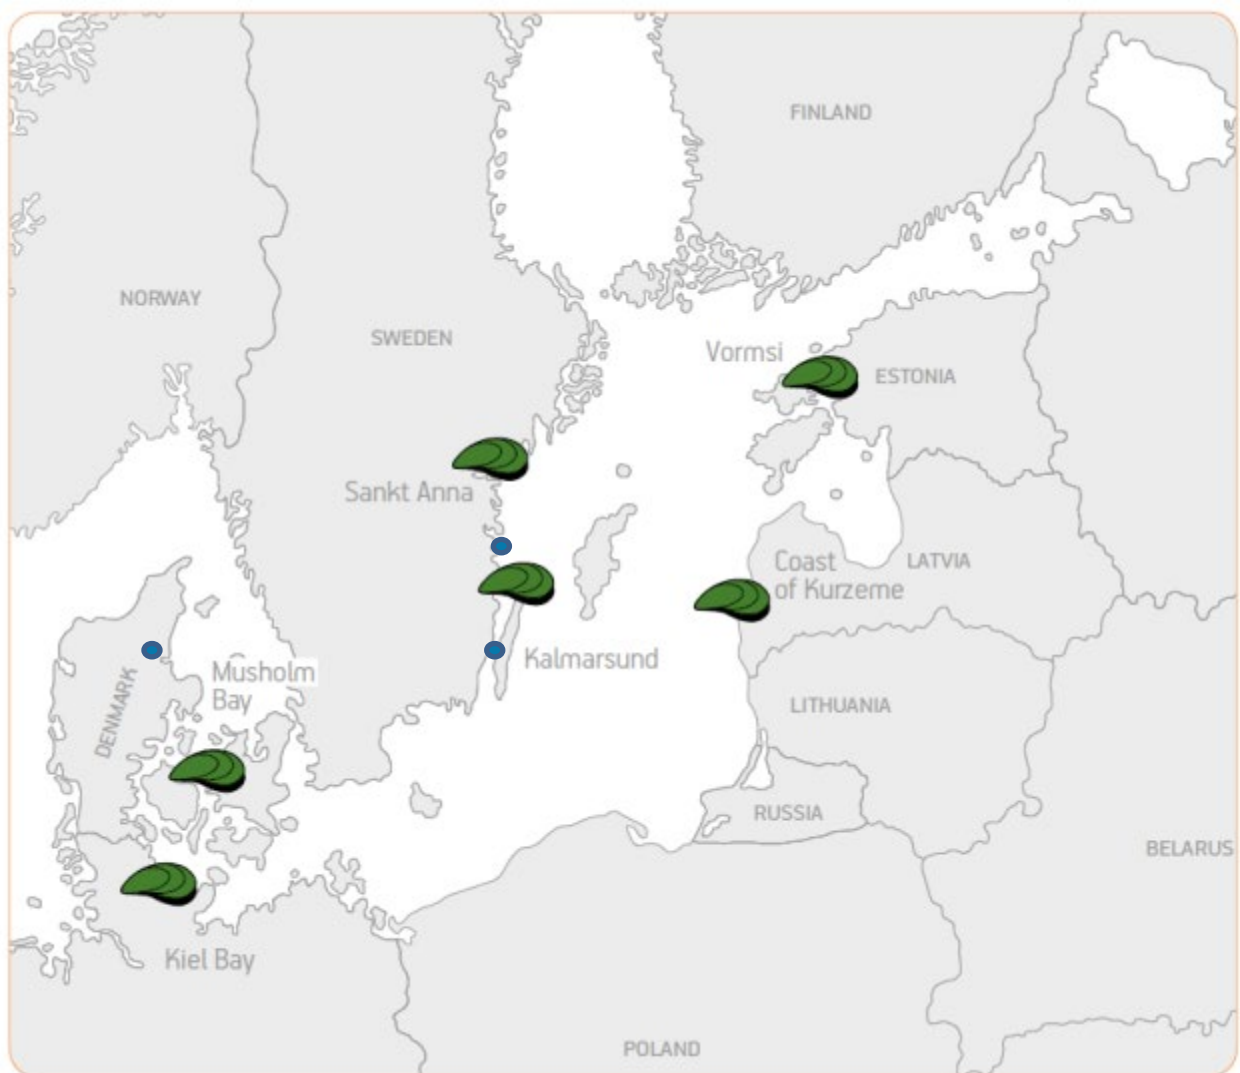 FINLAND
NORWAY
SWEDEN
Vormsi
ESTONIA
Sankt Anna
Coast
of Kurzeme
LATVIA
Kalmarsund
Musholm
Bay
DENMARK
LITHUANIA
RUSSIA
BELARUS
Kiel Bay
POLAND